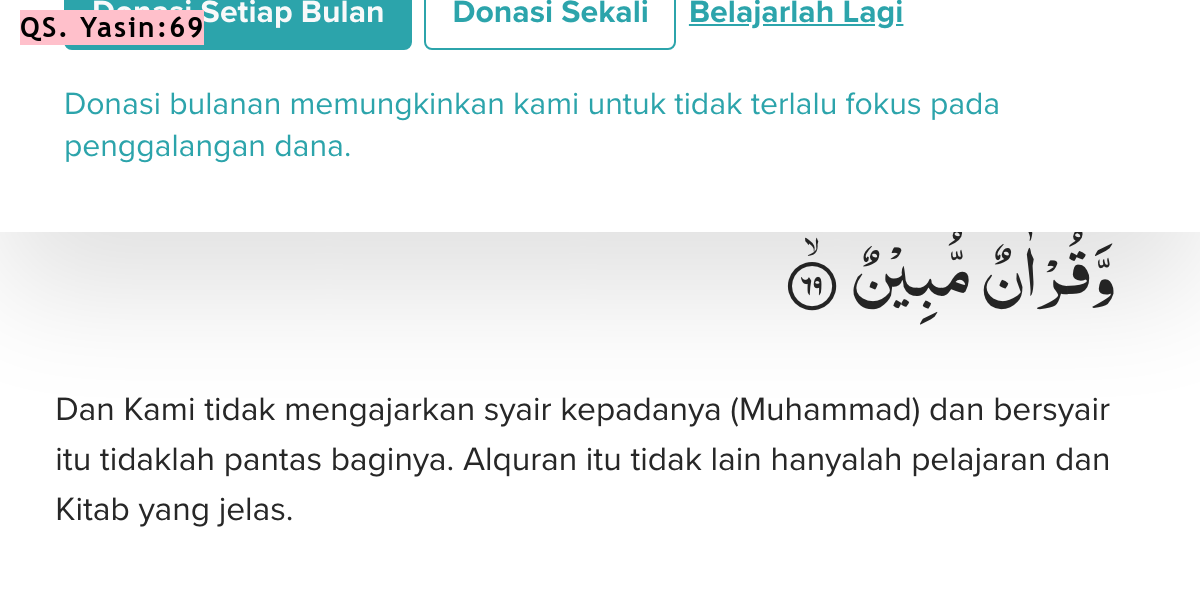 QS. Yasin:69
Setiap Bulan
Donasi Sekali
Belajarlah Lagi
Donasi bulanan memungkinkan kami untuk tidak terlalu fokus pada
penggalangan dana.
وَّقُرْاٰنٌ مُّبِيْنٌ ۙ ٦٩
Dan Kami tidak mengajarkan syair kepadanya (Muhammad) dan bersyair
itu tidaklah pantas baginya. Alquran itu tidak lain hanyalah pelajaran dan
Kitab yang jelas.